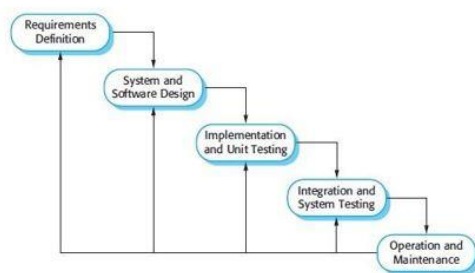 Requirements
Definition
System and
Software Design
Implementation
and Unit Testing
Integration and
System Testing
Operation and
Maintenance